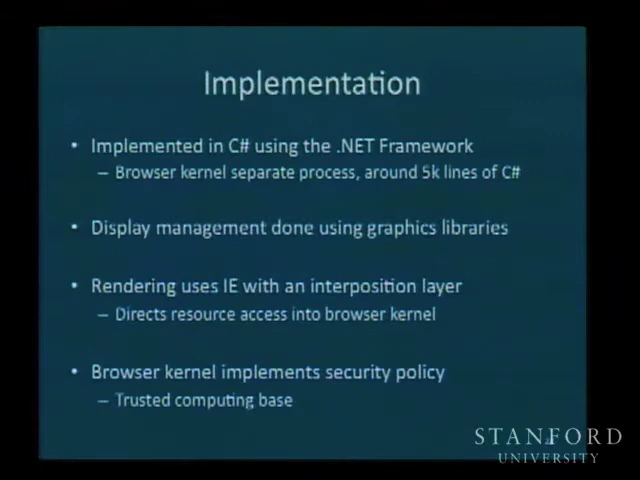 Implementation
• Implemented in C# using the .NET Framework
– Browser kernel separate process, around 5k lines of C#
• Display management done using graphics libraries
• Rendering uses IE with an interposition layer
– Directs resource access into browser kernel
• Browser kernel implements security policy
– Trusted computing base
STANFORD
UNIVERSITY